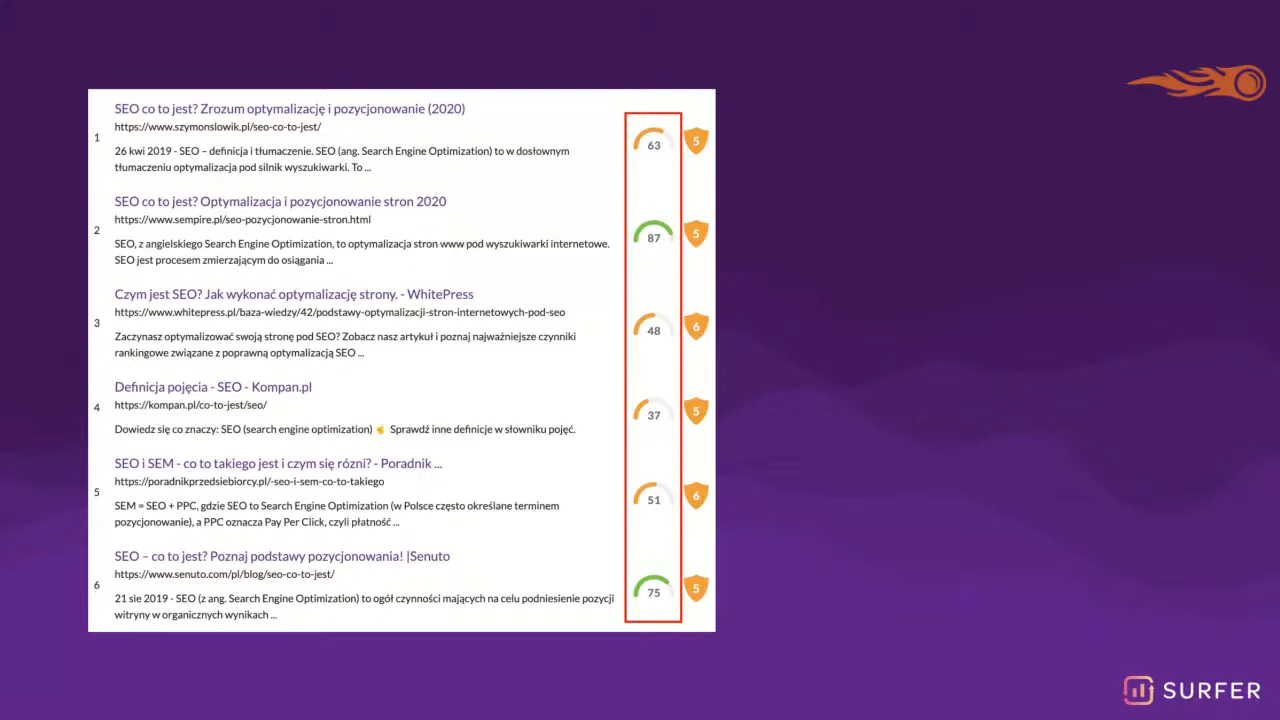 SEO co to jest? Zrozum optymalizację i pozycjonowanie (2020)
https://www.szymonslowik.pl/seo-co-to-jest/
1
63
5
26 kwi 2019 - SEO – definicja i tłumaczenie. SEO (ang. Search Engine Optimization) to w dosłownym
tłumaczeniu optymalizacja pod silnik wyszukiwarki. To ...
SEO co to jest? Optymalizacja i pozycjonowanie stron 2020
https://www.sempire.pl/seo-pozycjonowanie-stron.html
2
87
5
SEO, z angielskiego Search Engine Optimization, to optymalizacja stron www pod wyszukiwarki internetowe.
SEO jest procesem zmierzającym do osiągania ...
Czym jest SEO? Jak wykonać optymalizację strony. - WhitePress
https://www.whitepress.pl/baza-wiedzy/42/podstawy-optymalizacji-stron-internetowych-pod-seo
3
48
6
Zaczynasz optymalizować swoją stronę pod SEO? Zobacz nasz artykuł i poznaj najważniejsze czynniki
rankingowe związane z poprawną optymalizacją SEO ...
Definicja pojęcia - SEO - Kompan.pl
https://kompan.pl/co-to-jest/seo/
4
37
5
Dowiedz się co znaczy: SEO (search engine optimization) ☝ Sprawdź inne definicje w słowniku pojęć.
SEO i SEM - co to takiego jest i czym się rózni? - Poradnik ...
https://poradnikprzedsiebiorcy.pl/-seo-i-sem-co-to-takiego
5
51
6
SEM = SEO + PPC, gdzie SEO to Search Engine Optimization (w Polsce często określane terminem
pozycjonowanie), a PPC oznacza Pay Per Click, czyli płatność ...
SEO – co to jest? Poznaj podstawy pozycjonowania! |Senuto
https://www.senuto.com/pl/blog/seo-co-to-jest/
6
75
5
21 sie 2019 - SEO (z ang. Search Engine Optimization) to ogół czynności mających na celu podniesienie pozycji
witryny w organicznych wynikach ...
SURFER